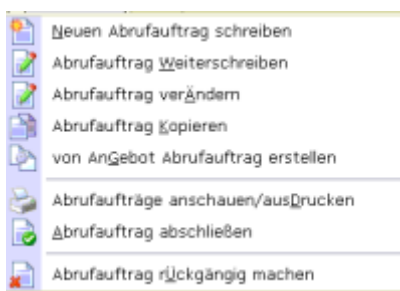 Neuen Abrufauftrag schreiben
Abrufauftrag Weiterschreiben
Abrufauftrag verÄndern
Abrufauftrag Kopieren
von AnGebot Abrufauftrag erstellen
Abrufaufträge anschauen/ausDrucken
Abrufauftrag abschließen
Abrufauftrag rÜckgängig machen